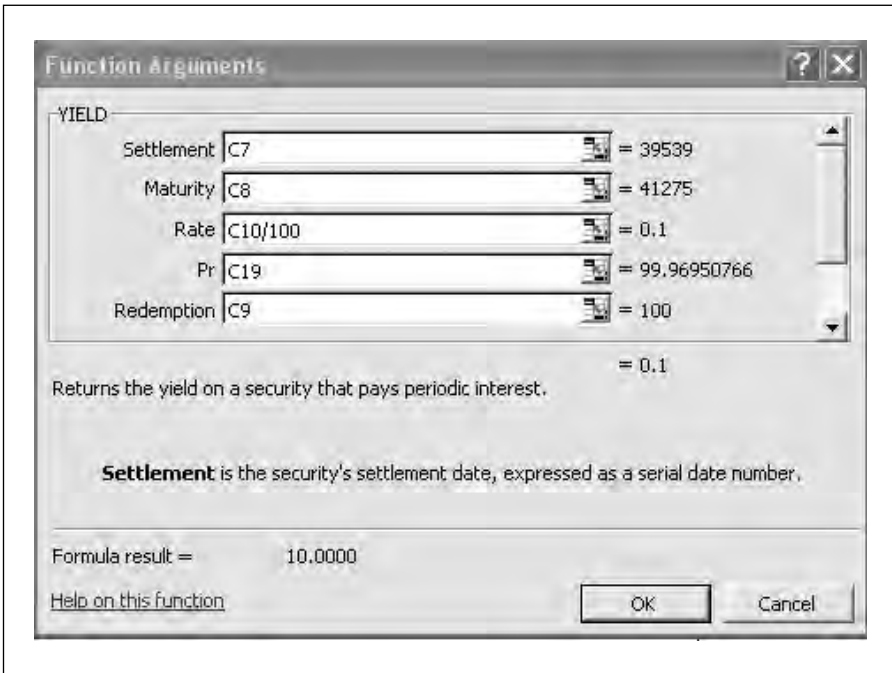 Function Arguments
YIELD
Settlement C7 = 39539
Maturity C8 = 41275
Rate C10/100 = 0.1
Pr C19 = 99.96950766
Redemption C9 = 100
= 0.1
Returns the yield on a security that pays periodic interest.
Settlement is the security's settlement date, expressed as a serial date number.
Formula result = 10.0000
Help on this function OK Cancel